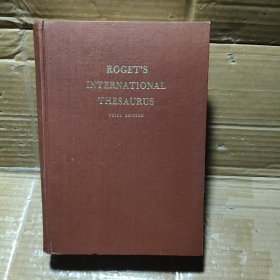 ROGET'S
INTERNATIONAL
THESAURUS
THIRD EDITION